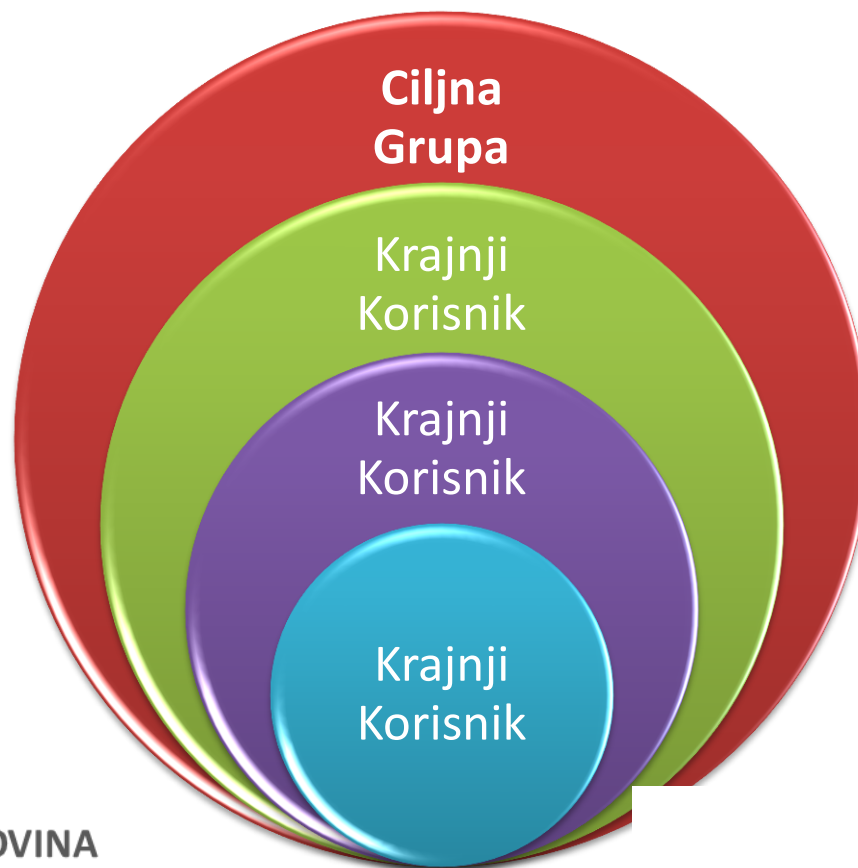 Ciljna
Grupa
Krajnji
Korisnik
Krajnji
Korisnik
Krajnji
Korisnik
OVINA